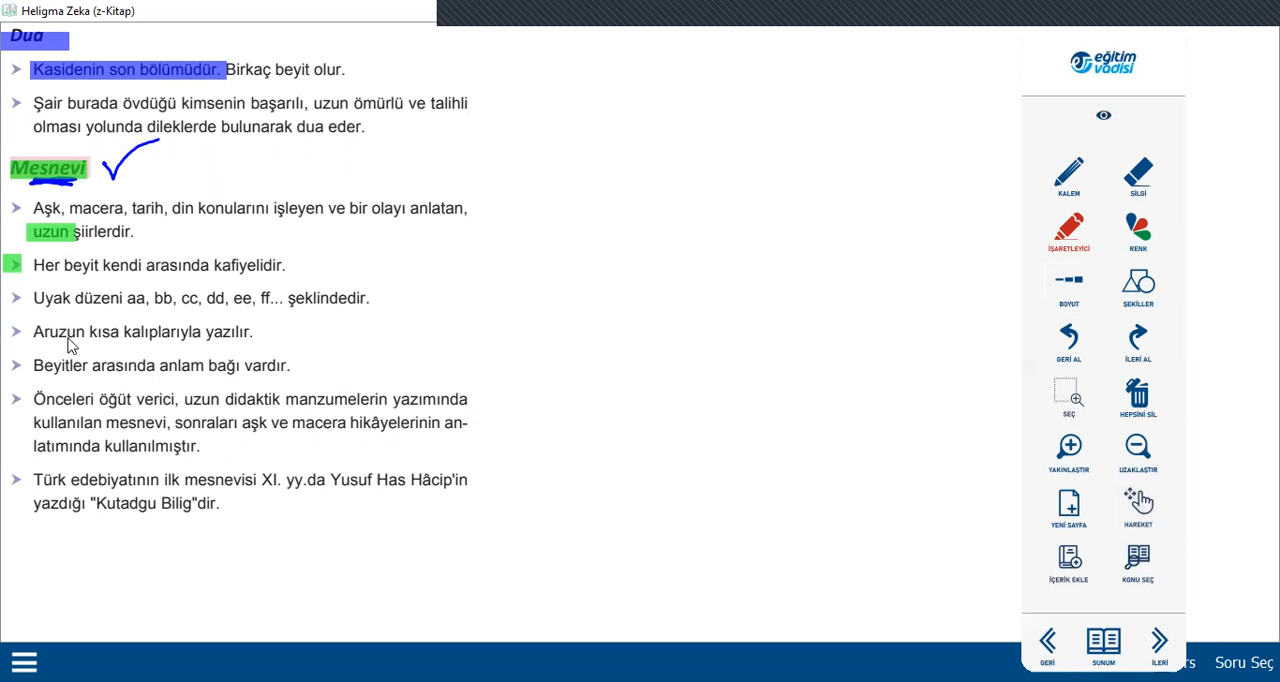 Heligma Zeka (z-Kitap)
Dua
Kasidenin son bölümüdür. Birkaç beyit olur.
Şair burada övdüğü kimsenin başarılı, uzun ömürlü ve talihli
olması yolunda dileklerde bulunarak dua eder.
Mesnevi
Aşk, macera, tarih, din konularını işleyen ve bir olayı anlatan,
uzun şiirlerdir.
Her beyit kendi arasında kafiyelidir.
Uyak düzeni aa, bb, cc, dd, ee, ff... şeklindedir.
Aruzun kısa kalıplarıyla yazılır.
Beyitler arasında anlam bağı vardır.
Önceleri öğüt verici, uzun didaktik manzumelerin yazımında
kullanılan mesnevi, sonraları aşk ve macera hikâyelerinin an-
latımında kullanılmıştır.
Türk edebiyatının ilk mesnevisi XI. yy.da Yusuf Has Hâcip'in
yazdığı "Kutadgu Bilig"dir.
eğitim
vadisi
KALEM SİLGİ
İŞARETLEYİCİ RENK
BOYUT ŞEKİLLER
GERİ AL İLERİ AL
SEÇ HEPSİNİ SİL
YAKINLAŞTIR UZAKLAŞTIR
YENİ SAYFA HAREKET
İÇERİK EKLE KONU SEÇ
GERİ SUNUM İLERİ
Soru Seç